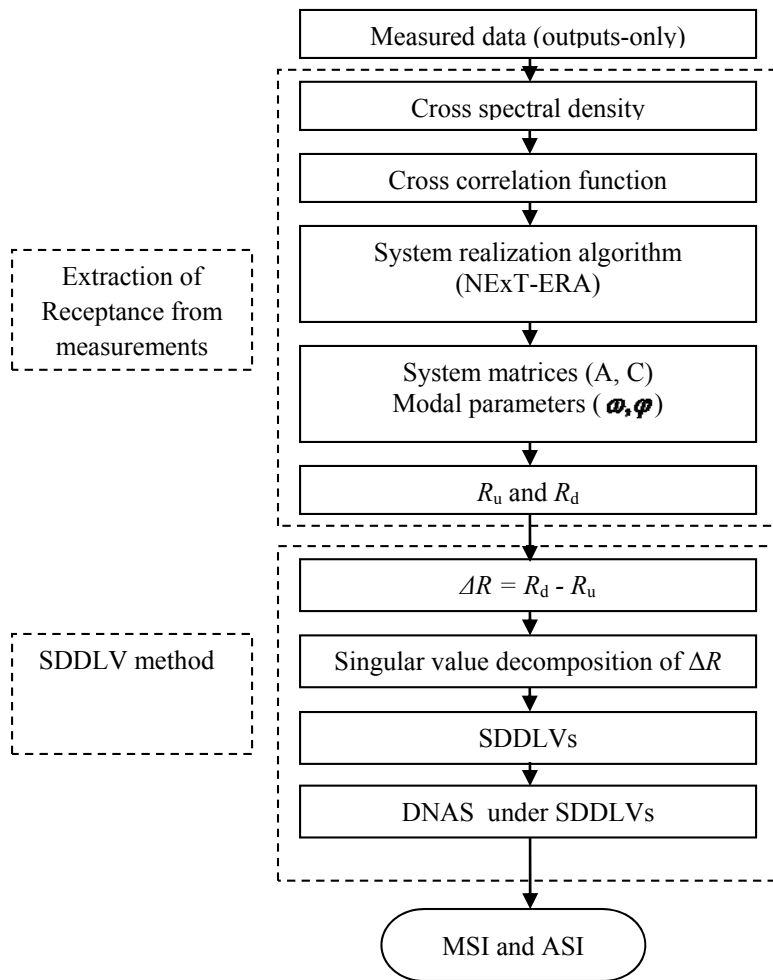 Measured data (outputs-only)
Cross spectral density
Cross correlation function
System realization algorithm
(NExT-ERA)
Extraction of
Receptance from
measurements
System matrices (A, C)
Modal parameters ( ω,φ )
Ru and Rd
ΔR = Rd - Ru
SDDLV method
Singular value decomposition of ΔR
SDDLVs
DNAS under SDDLVs
MSI and ASI